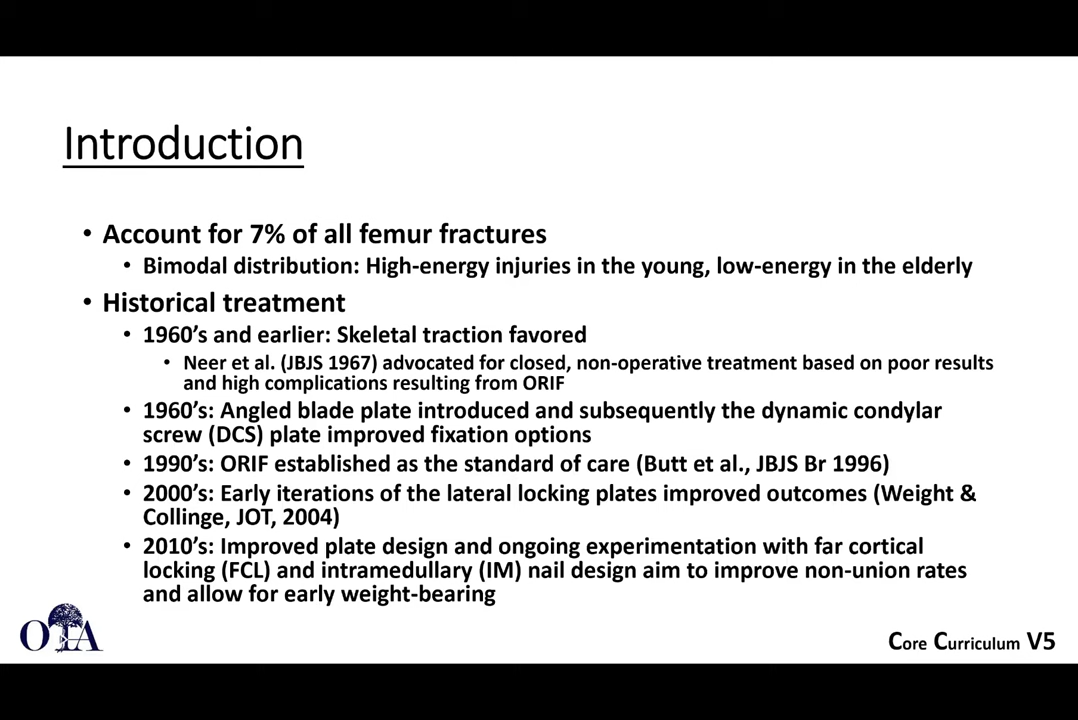 Introduction
• Account for 7% of all femur fractures
• Bimodal distribution: High-energy injuries in the young, low-energy in the elderly
• Historical treatment
• 1960’s and earlier: Skeletal traction favored
• Neer et al. (JBJS 1967) advocated for closed, non-operative treatment based on poor results
and high complications resulting from ORIF
• 1960’s: Angled blade plate introduced and subsequently the dynamic condylar
screw (DCS) plate improved fixation options
• 1990’s: ORIF established as the standard of care (Butt et al., JBJS Br 1996)
• 2000’s: Early iterations of the lateral locking plates improved outcomes (Weight &
Collinge, JOT, 2004)
• 2010’s: Improved plate design and ongoing experimentation with far cortical
locking (FCL) and intramedullary (IM) nail design aim to improve non-union rates
and allow for early weight-bearing
OTA
Core Curriculum V5